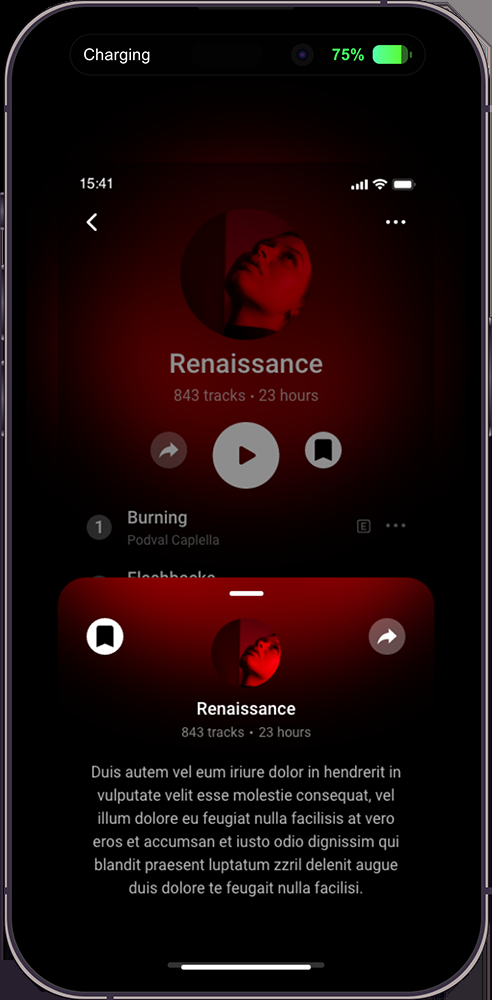 Charging
75%
15:41
Renaissance
843 tracks • 23 hours
1
Burning
E
Podval Caplella
Flashbacks
Renaissance
843 tracks • 23 hours
Duis autem vel eum iriure dolor in hendrerit in
vulputate velit esse molestie consequat, vel
illum dolore eu feugiat nulla facilisis at vero
eros et accumsan et iusto odio dignissim qui
blandit praesent luptatum zzril delenit augue
duis dolore te feugait nulla facilisi.